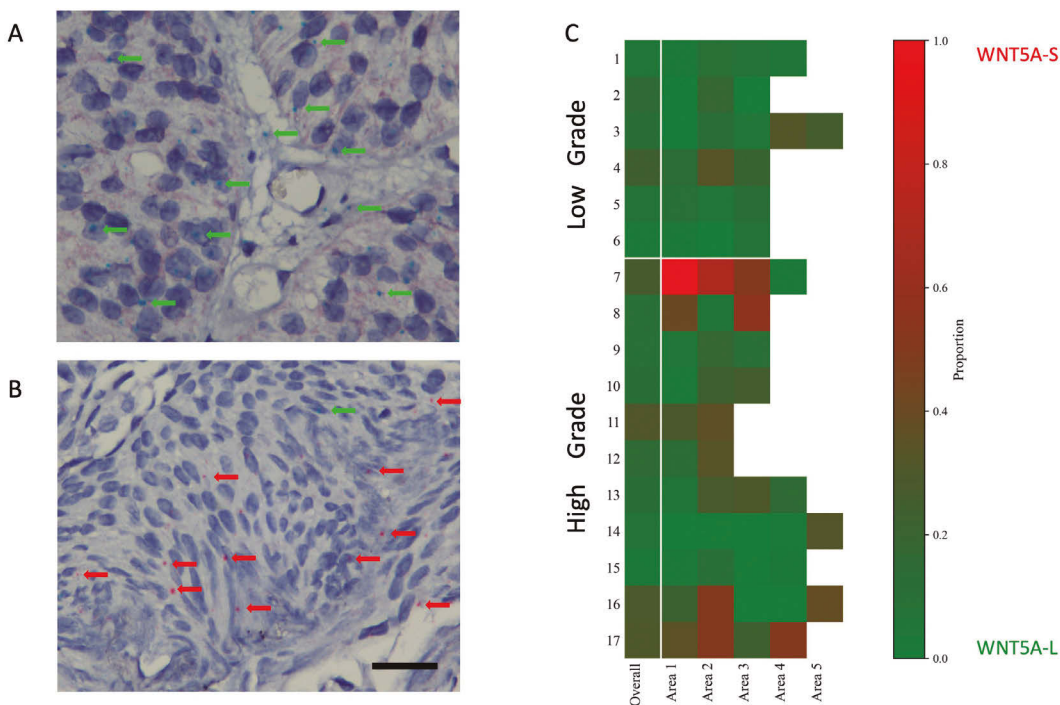 A
B
C
Low Grade
High Grade
1
2
3
4
5
6
7
8
9
10
11
12
13
14
15
16
17
Overall
Area 1
Area 2
Area 3
Area 4
Area 5
1.0
0.8
0.6
0.4
0.2
0.0
Proportion
WNT5A-S
WNT5A-L